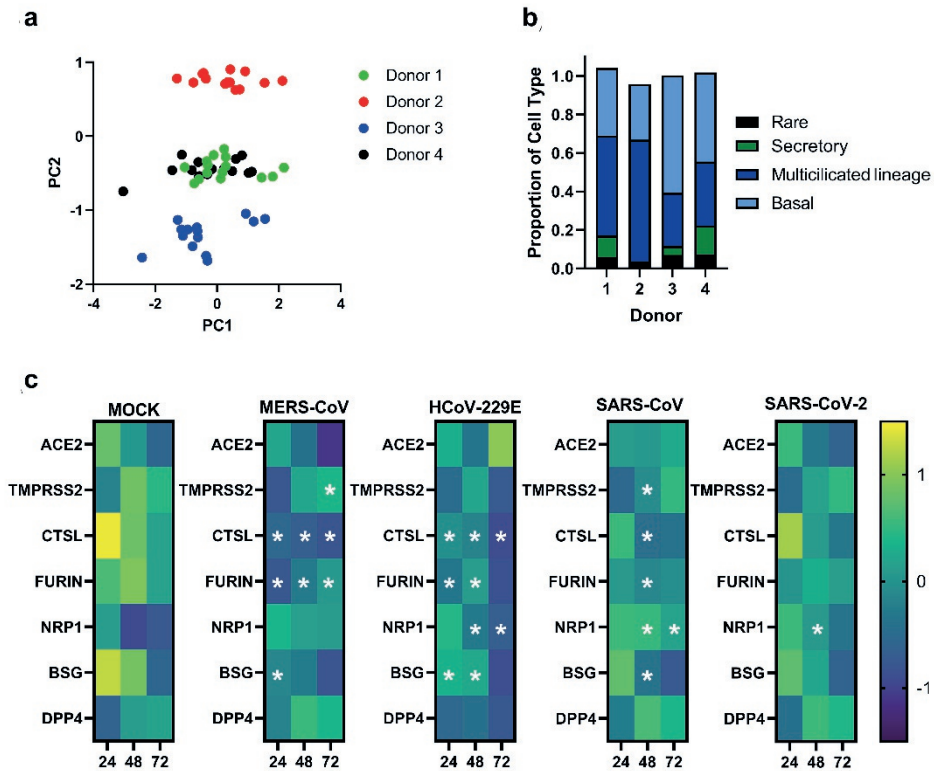 a
PC2
1
0
-1
-2
-4
-2
0
2
4
PC1
Donor 1
Donor 2
Donor 3
Donor 4
b
Proportion of Cell Type
1.0
0.8
0.6
0.4
0.2
0.0
1 2 3 4
Donor
Rare
Secretory
Multicilicated lineage
Basal
c
MOCK
ACE2
TMPRSS2
CTSL
FURIN
NRP1
BSG
DPP4
24 48 72
MERS-CoV
ACE2
TMPRSS2 *
CTSL * * *
FURIN * * *
NRP1
BSG *
DPP4
24 48 72
HCoV-229E
ACE2
TMPRSS2
CTSL * * *
FURIN * *
NRP1 * *
BSG * *
DPP4
24 48 72
SARS-CoV
ACE2
TMPRSS2 *
CTSL *
FURIN *
NRP1 * *
BSG *
DPP4
24 48 72
SARS-CoV-2
ACE2
TMPRSS2
CTSL
FURIN
NRP1 *
BSG
DPP4
24 48 72
1
0
-1